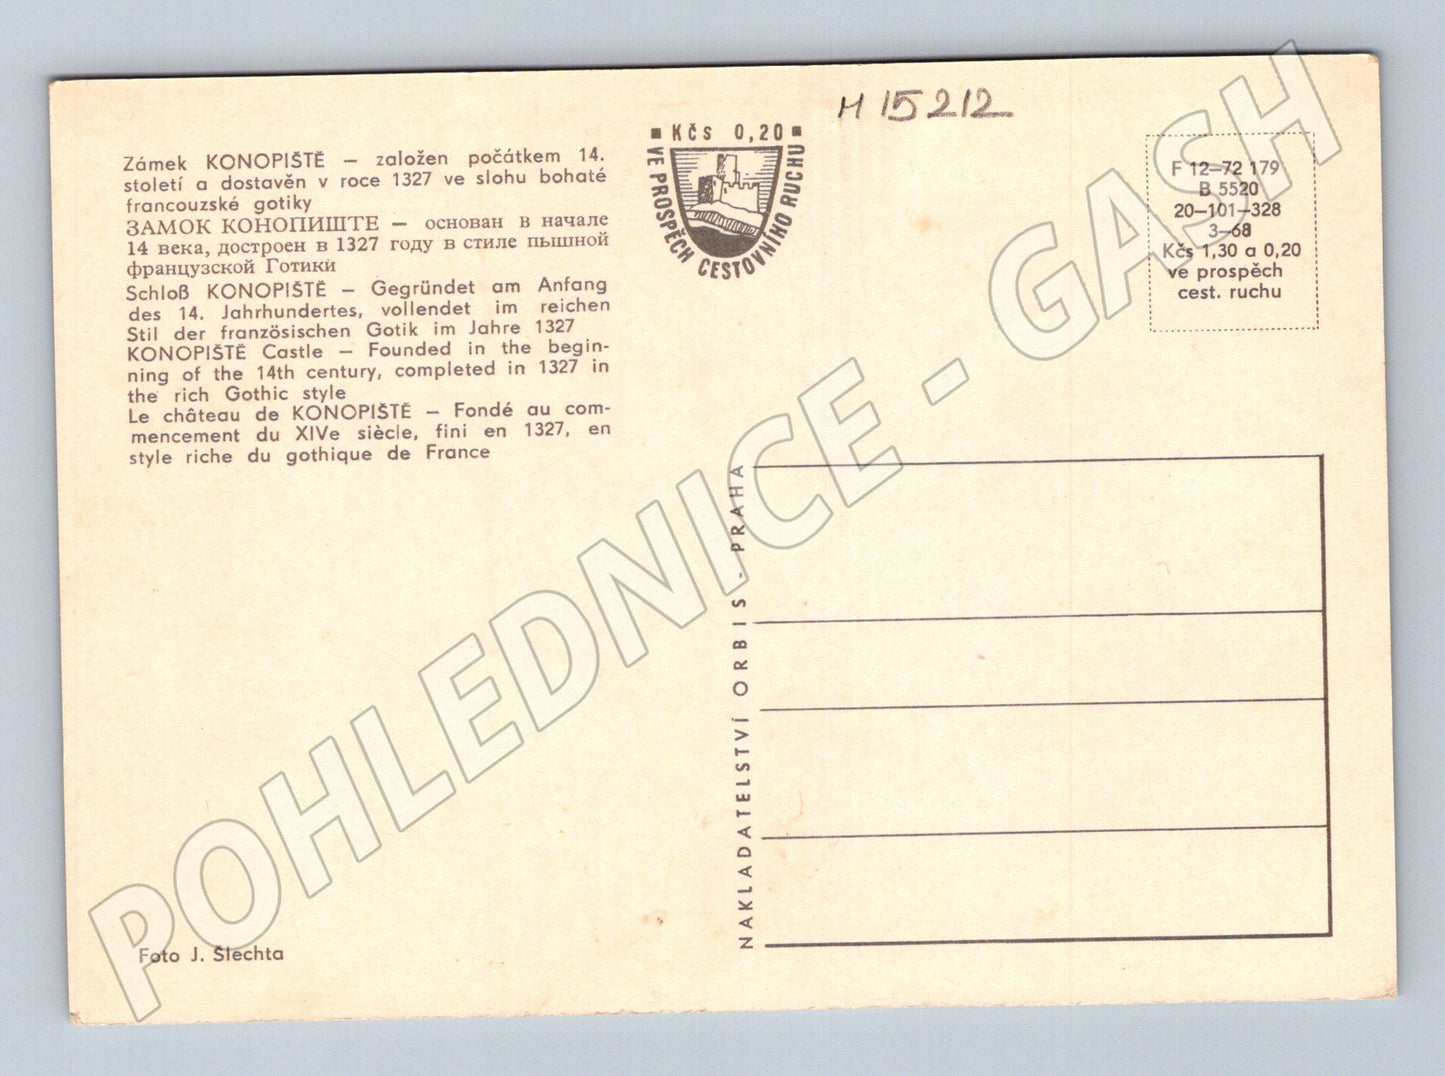 Zámek KONOPIŠTĚ – založen počátkem 14.
století a dostavěn v roce 1327 ve slohu bohaté
francouzské gotiky
ЗАМОК КОНОПИШТЕ – основан в начале
14 века, достроен в 1327 году в стиле пышной
французской Готики
Schloß KONOPIŠTĚ – Gegründet am Anfang
des 14. Jahrhundertes, vollendet im reichen
Stil der französischen Gotik im Jahre 1327
KONOPIŠTĚ Castle – Founded in the begin-
ning of the 14th century, completed in 1327 in
the rich Gothic style
Le château de KONOPIŠTĚ – Fondé au com-
mencement du XIVe siècle, fini en 1327, en
style riche du gothique de France
Foto J. Šlechta
Kčs 0,20
VE PROSPĚCH CESTOVNÍHO RUCHU
H 15212
F 12–72 179
B 5520
20–101–328
3–68
Kčs 1,30 a 0,20
ve prospěch
cest. ruchu
NAKLADATELSTVÍ ORBIS - PRAHA
POHLEDNICE - GASH